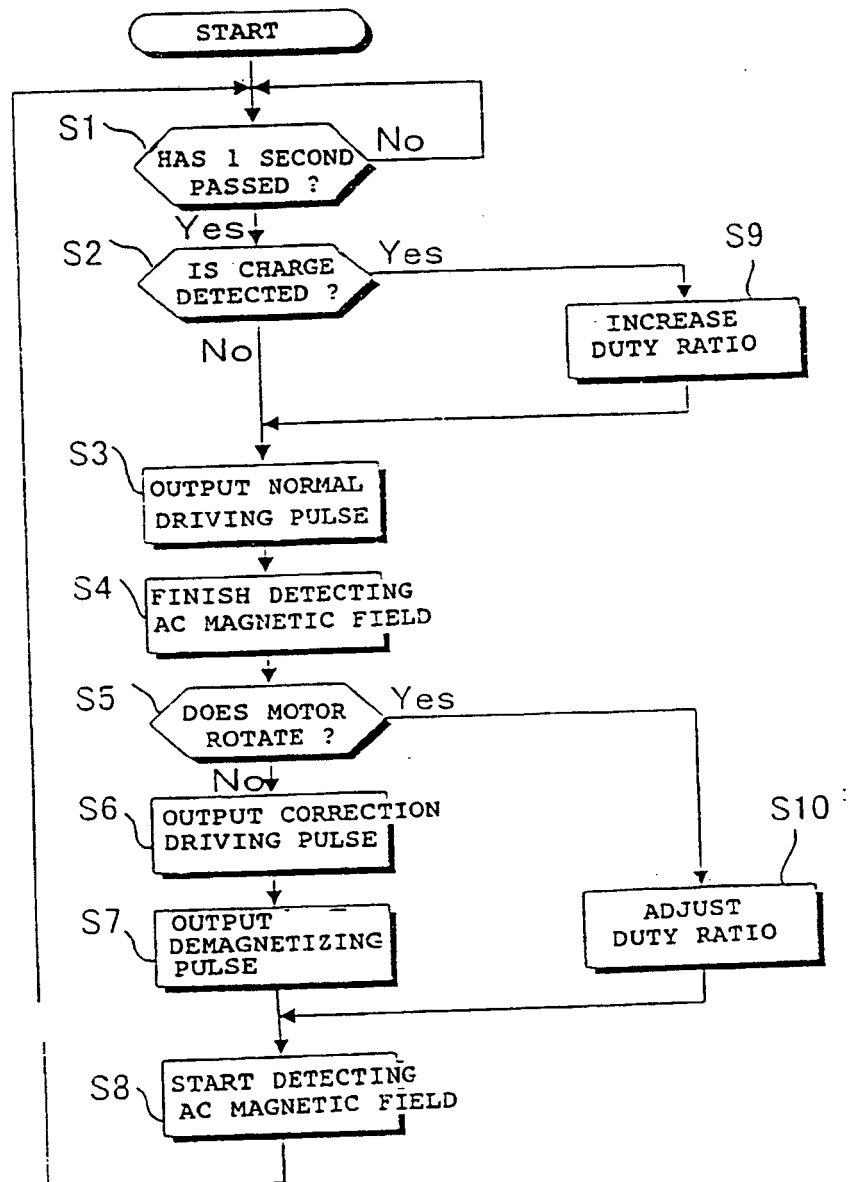 START
S1
HAS 1 SECOND
PASSED ?
No
Yes
S2
IS CHARGE
DETECTED ?
Yes
No
S9
INCREASE
DUTY RATIO
S3
OUTPUT NORMAL
DRIVING PULSE
S4
FINISH DETECTING
AC MAGNETIC FIELD
S5
DOES MOTOR
ROTATE ?
Yes
No
S6
OUTPUT CORRECTION
DRIVING PULSE
S10
ADJUST
DUTY RATIO
S7
OUTPUT
DEMAGNETIZING
PULSE
S8
START DETECTING
AC MAGNETIC FIELD